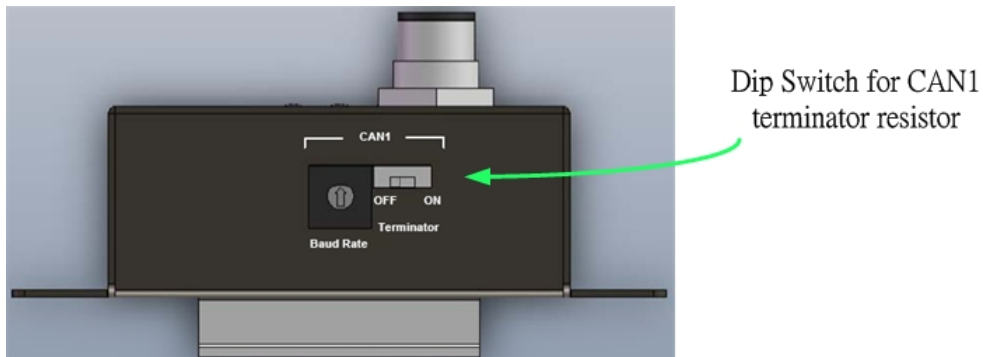 Dip Switch for CAN1
terminator resistor
CAN1
OFF ON
Terminator
Baud Rate